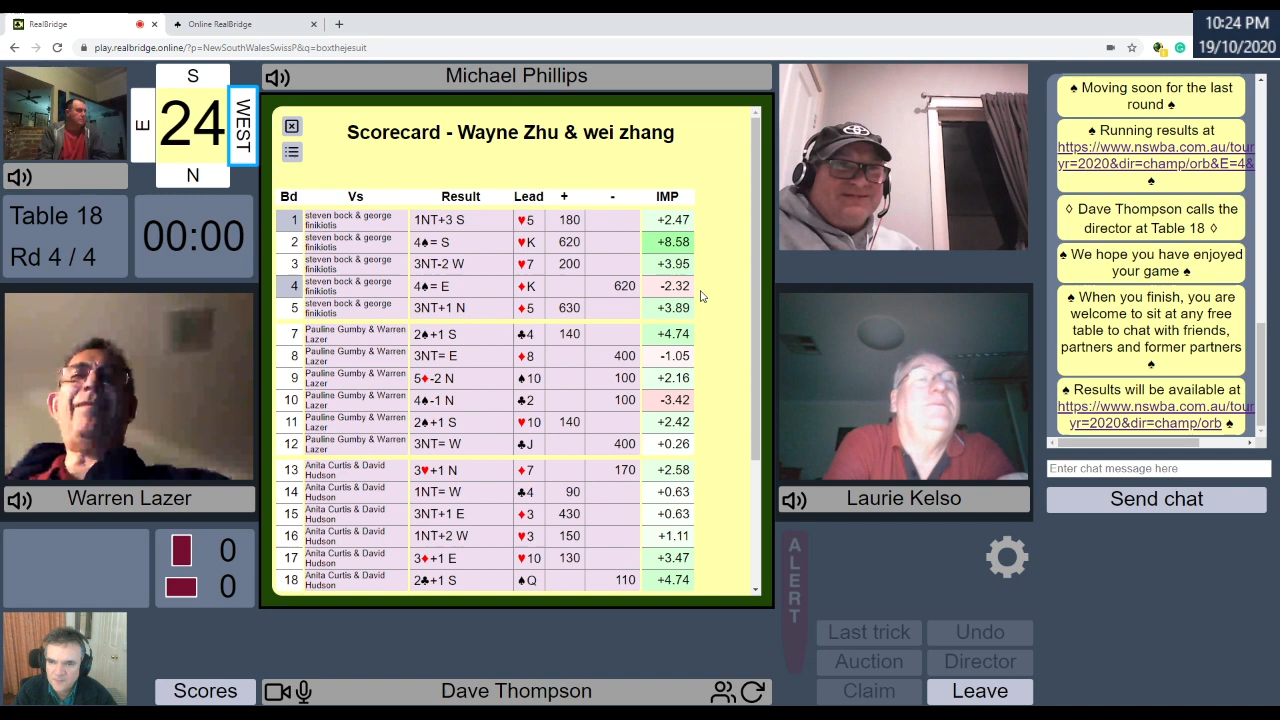 RealBridge
Online RealBridge
10:24 PM
19/10/2020
play.realbridge.online/?p=NewSouthWalesSwissP&q=boxthejesuit
S
E
24
WEST
N
Table 18
Rd 4 / 4
00:00
Michael Phillips
Scorecard - Wayne Zhu & wei zhang
Bd Vs Result Lead + - IMP
1 steven bock & george finikiotis 1NT+3 S ♥5 180 +2.47
2 steven bock & george finikiotis 4♠= S ♥K 620 +8.58
3 steven bock & george finikiotis 3NT-2 W ♥7 200 +3.95
4 steven bock & george finikiotis 4♠= E ♦K 620 -2.32
5 steven bock & george finikiotis 3NT+1 N ♦5 630 +3.89
7 Pauline Gumby & Warren Lazer 2♠+1 S ♣4 140 +4.74
8 Pauline Gumby & Warren Lazer 3NT= E ♦8 400 -1.05
9 Pauline Gumby & Warren Lazer 5♦-2 N ♠10 100 +2.16
10 Pauline Gumby & Warren Lazer 4♠-1 N ♣2 100 -3.42
11 Pauline Gumby & Warren Lazer 2♠+1 S ♥10 140 +2.42
12 Pauline Gumby & Warren Lazer 3NT= W ♣J 400 +0.26
13 Anita Curtis & David Hudson 3♥+1 N ♦7 170 +2.58
14 Anita Curtis & David Hudson 1NT= W ♣4 90 +0.63
15 Anita Curtis & David Hudson 3NT+1 E ♦3 430 +0.63
16 Anita Curtis & David Hudson 1NT+2 W ♥3 150 +1.11
17 Anita Curtis & David Hudson 3♦+1 E ♥10 130 +3.47
18 Anita Curtis & David Hudson 2♣+1 S ♠Q 110 +4.74
Warren Lazer
Laurie Kelso
0
0
Scores
Dave Thompson
ALERT
Last trick
Undo
Auction
Director
Claim
Leave
♠ Moving soon for the last
round ♠
♠ Running results at
https://www.nswba.com.au/tour
yr=2020&dir=champ/orb&E=4&
♠
♢ Dave Thompson calls the
director at Table 18 ♢
♠ We hope you have enjoyed
your game ♠
♠ When you finish, you are
welcome to sit at any free
table to chat with friends,
partners and former partners
♠
♠ Results will be available at
https://www.nswba.com.au/tour
yr=2020&dir=champ/orb ♠
Enter chat message here
Send chat